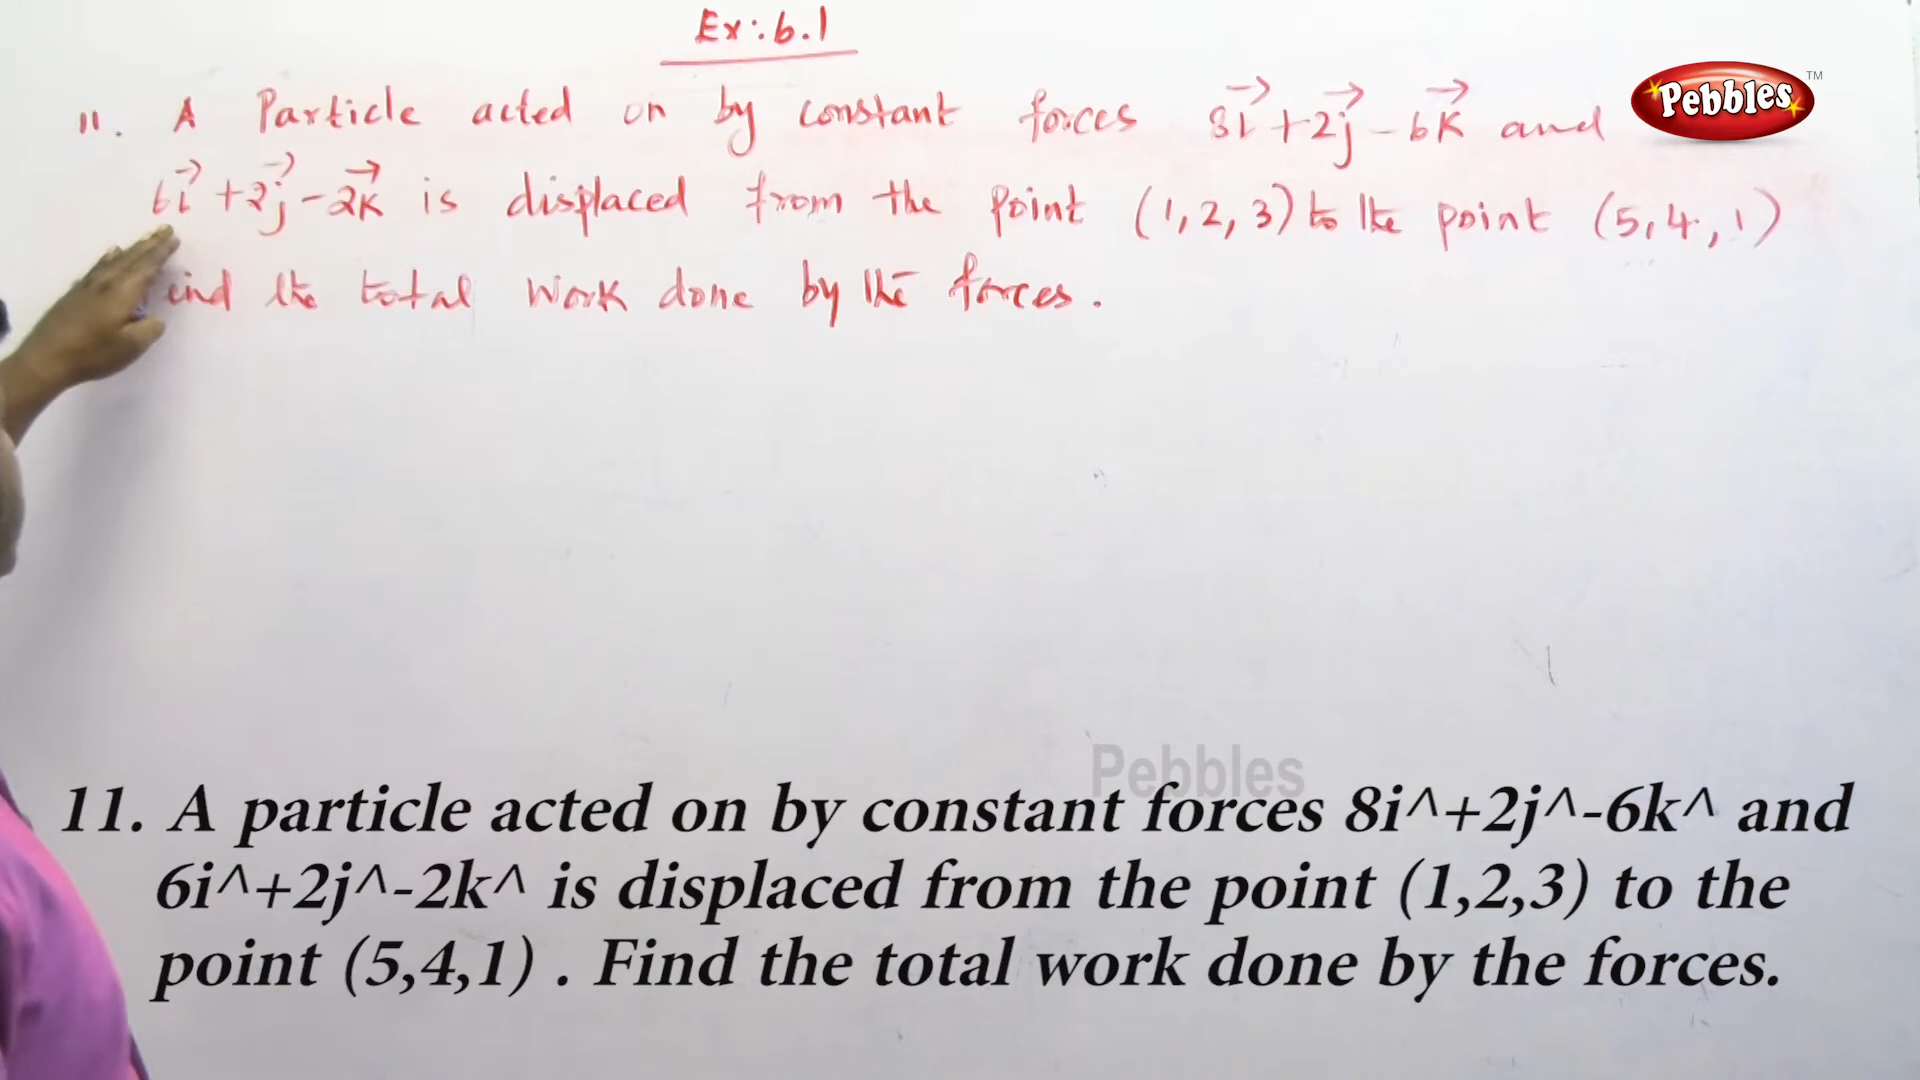 Ex:6.1
11. A Particle acted on by constant forces 8i⃗ + 2j⃗ - 6k⃗ and
6i⃗ + 2j⃗ - 2k⃗ is displaced from the point (1, 2, 3) to the point (5, 4, 1)
ind the total work done by the forces.
Pebbles TM
Pebbles
11. A particle acted on by constant forces 8i^+2j^-6k^ and
6i^+2j^-2k^ is displaced from the point (1,2,3) to the
point (5,4,1) . Find the total work done by the forces.